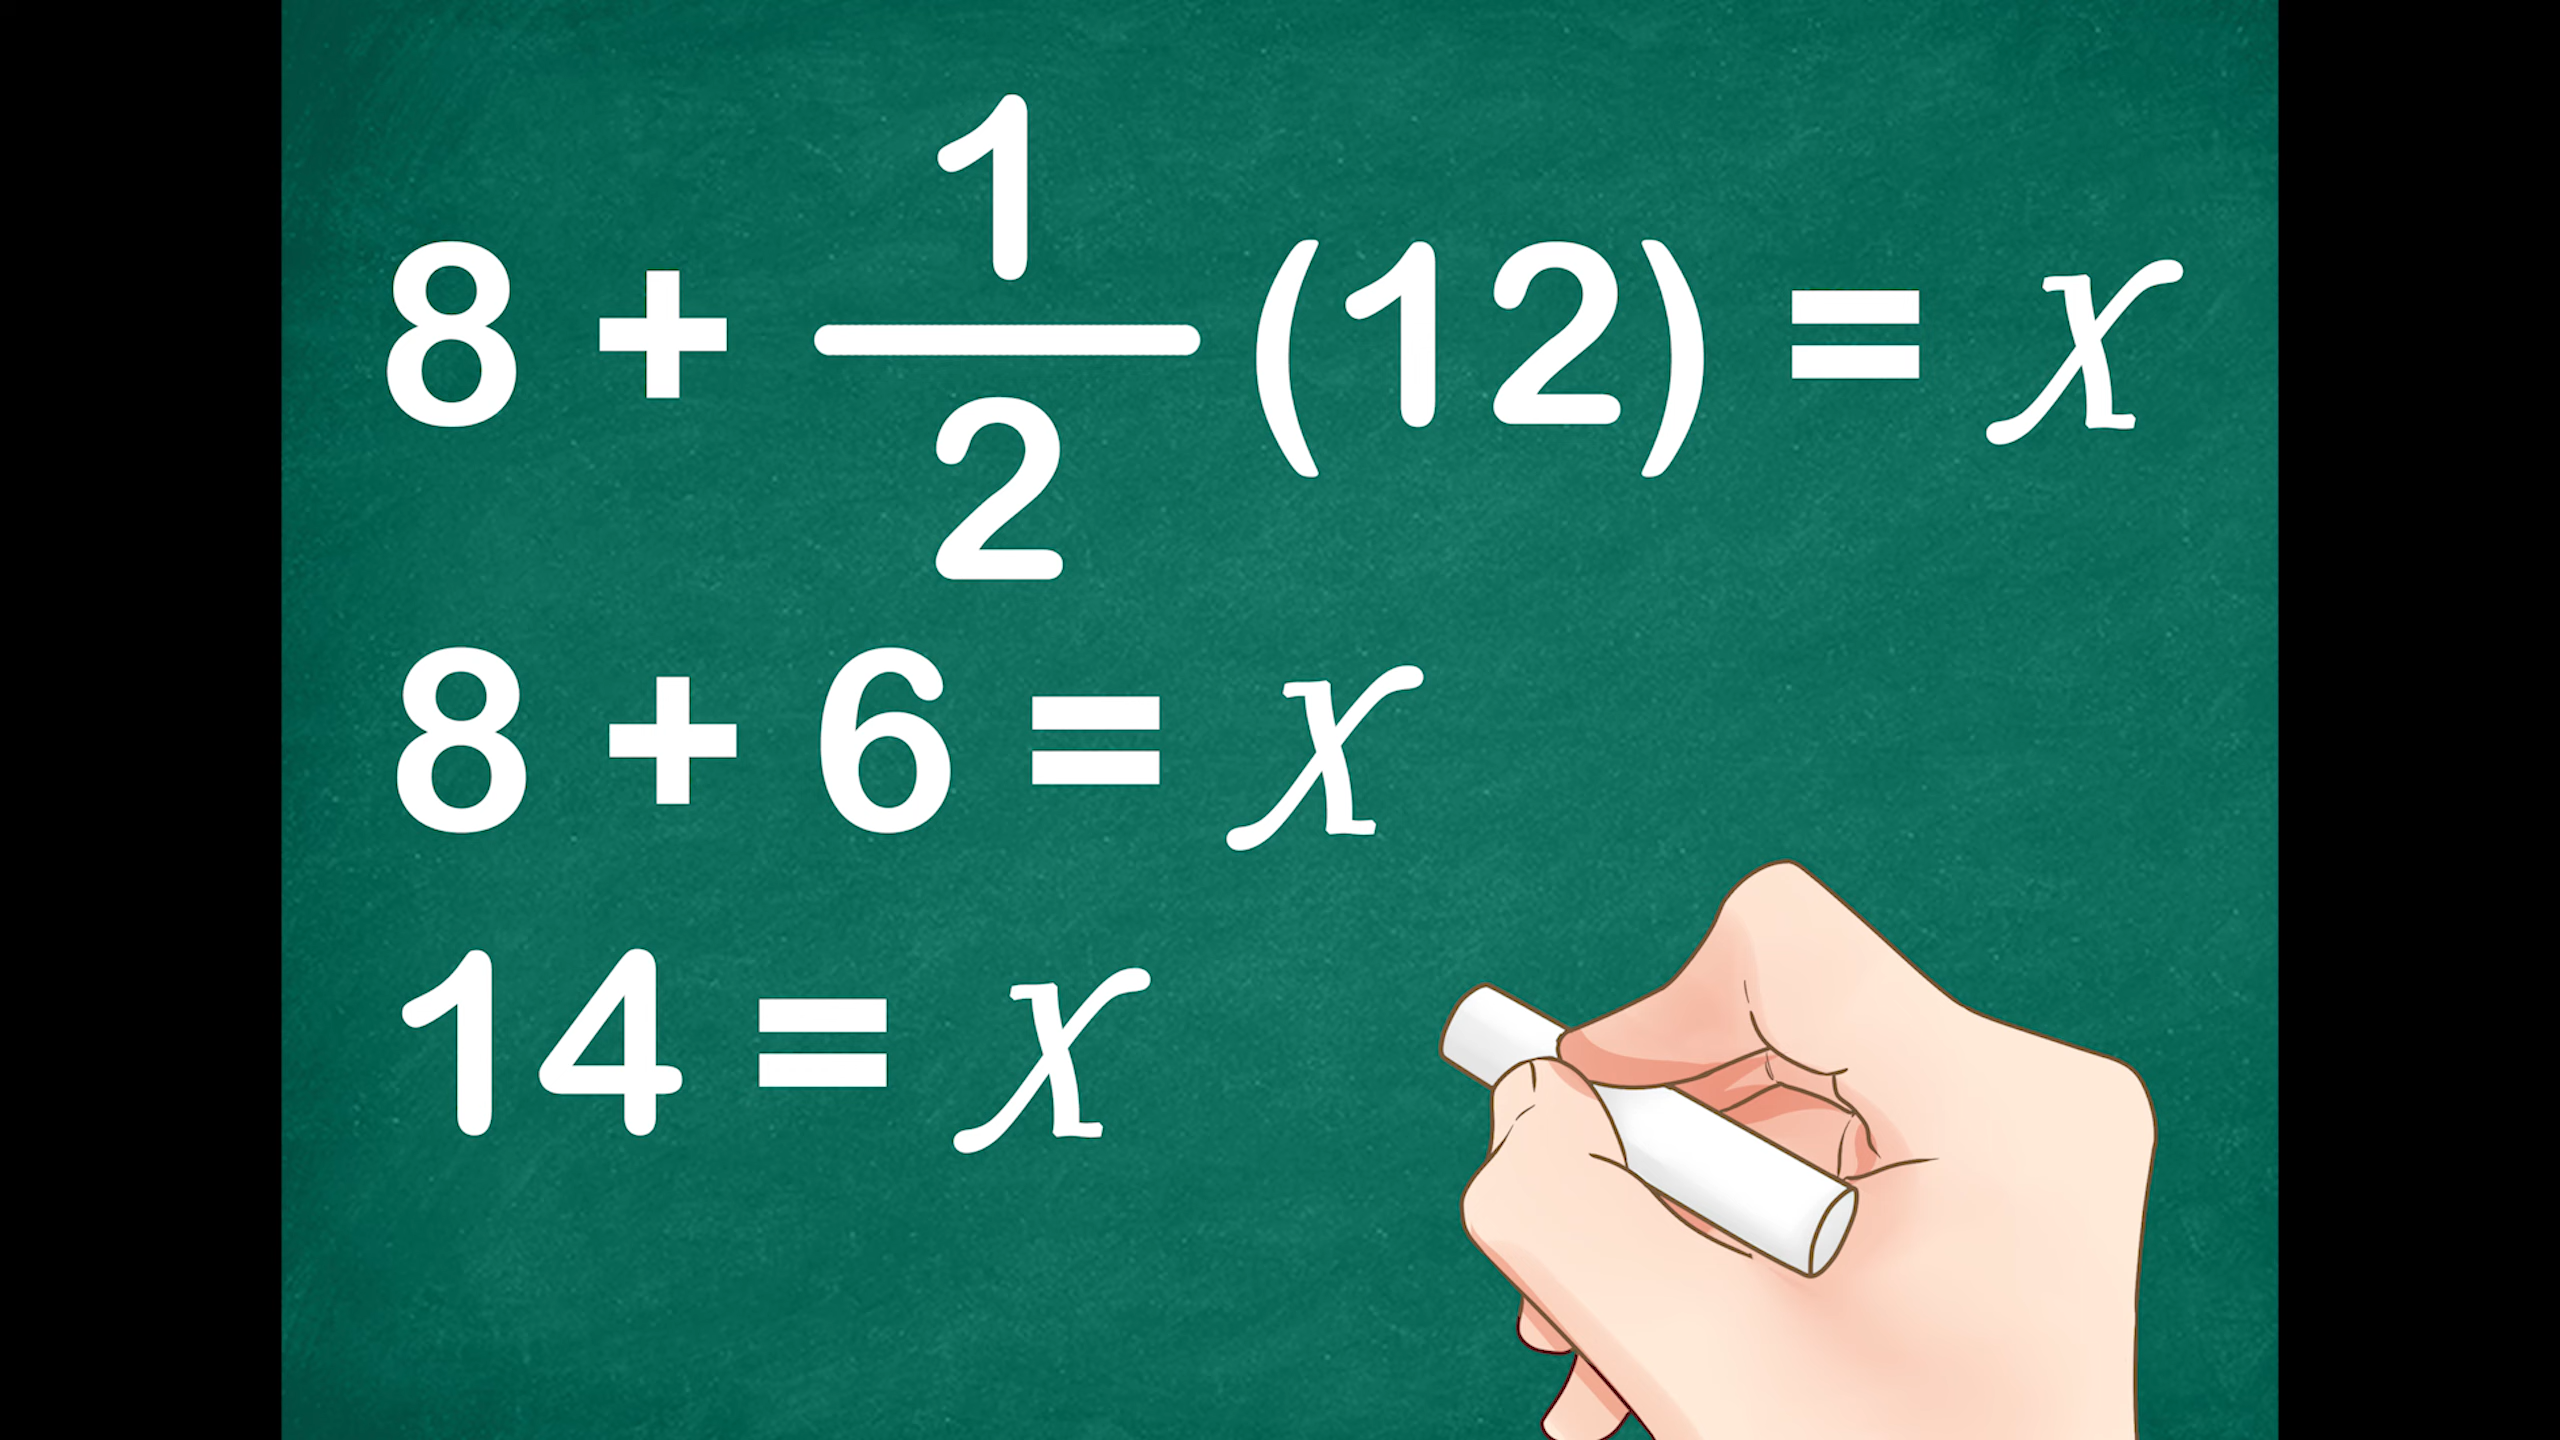 8 + 1/2 (12) = x
8 + 6 = x
14 = x